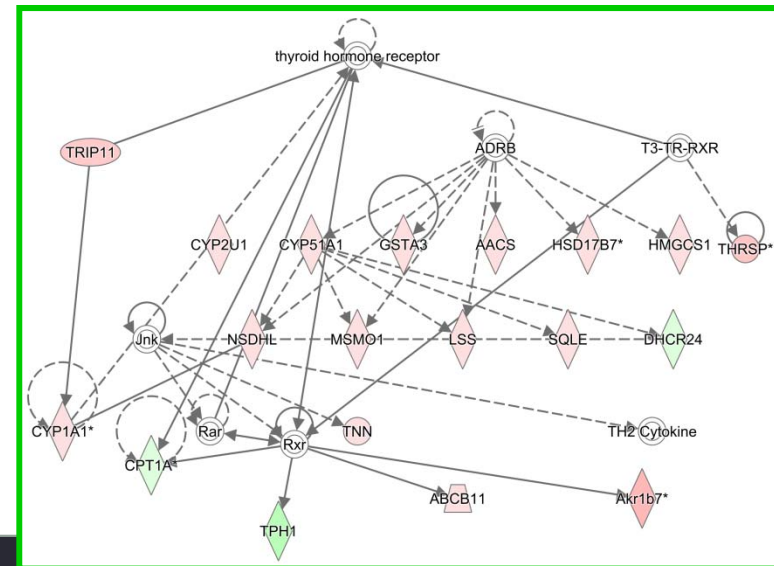 thyroid hormone receptor
TRIP11
ADRB
T3-TR-RXR
CYP2U1
CYP51A1
GSTA3
AACS
HSD17B7*
HMGCS1
THRSP*
Jnk
NSDHL
MSMO1
LSS
SQLE
DHCR24
CYP1A1*
Rar
Rxr
TNN
TH2 Cytokine
CPT1A*
ABCB11
Akr1b7*
TPH1